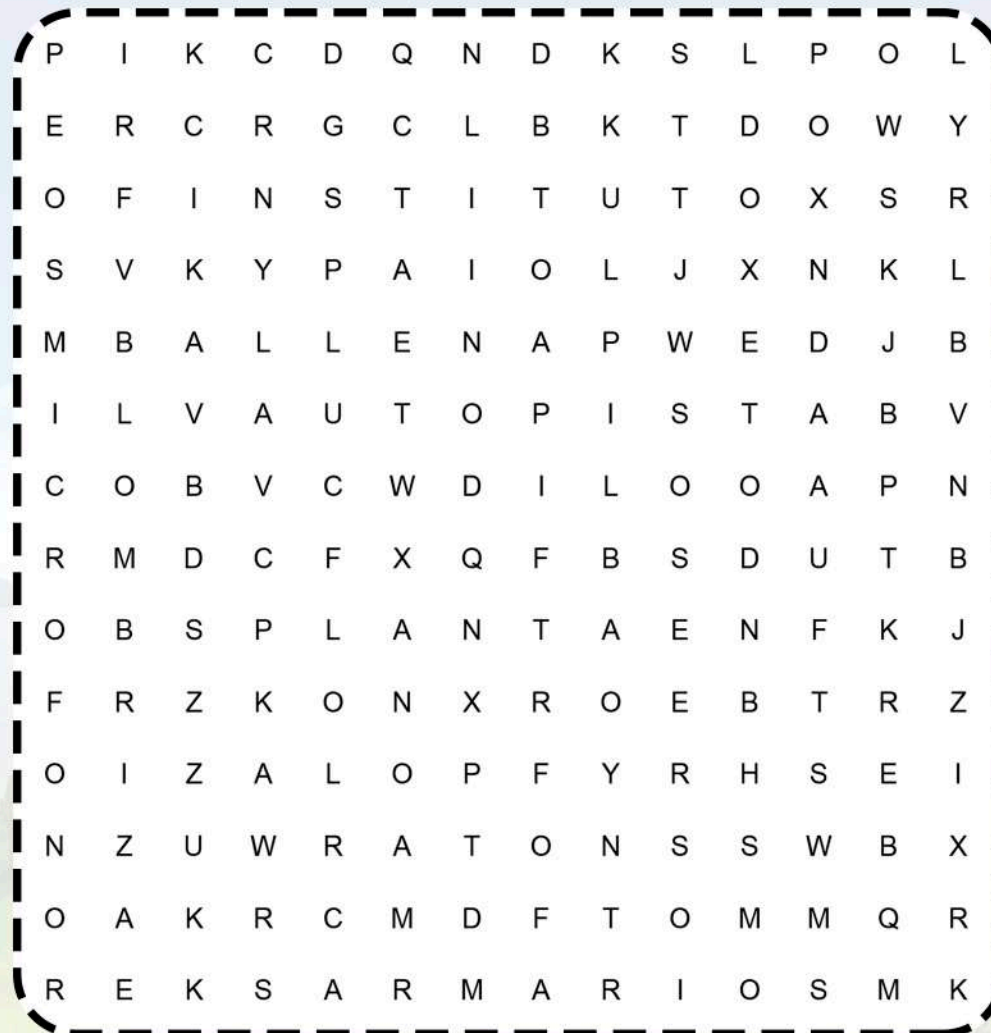 P I K C D Q N D K S L P O L
E R C R G C L B K T D O W Y
O F I N S T I T U T O X S R
S V K Y P A I O L J X N K L
M B A L L E N A P W E D J B
I L V A U T O P I S T A B V
C O B V C W D I L O O A P N
R M D C F X Q F B S D U T B
O B S P L A N T A E N F K J
F R Z K O N X R O E B T R Z
O I Z A L O P F Y R H S E I
N Z U W R A T O N S S W B X
O A K R C M D F T O M M Q R
R E K S A R M A R I O S M K